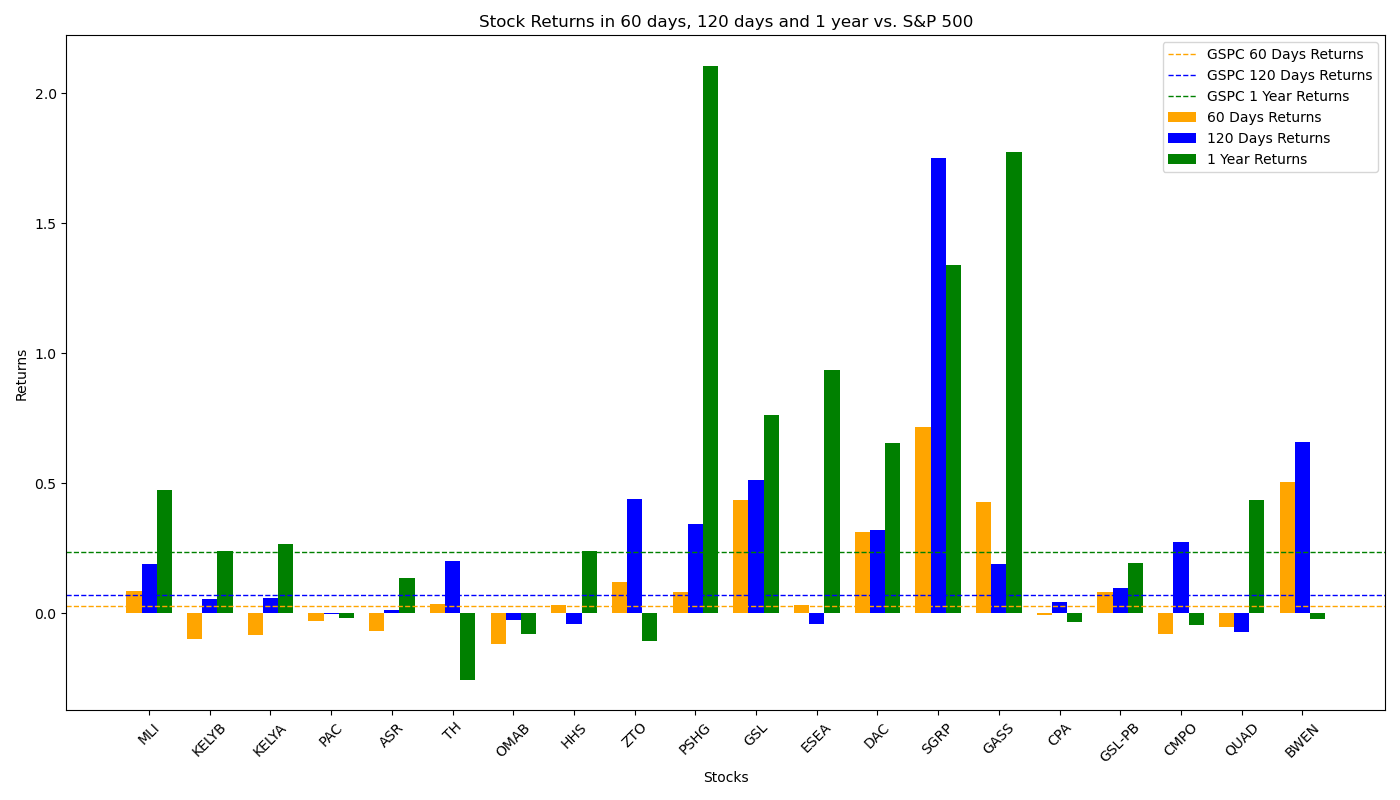 Stock Returns in 60 days, 120 days and 1 year vs. S&P 500
GSPC 60 Days Returns
GSPC 120 Days Returns
GSPC 1 Year Returns
60 Days Returns
120 Days Returns
1 Year Returns
Returns
2.0
1.5
1.0
0.5
0.0
MLI KELYB KELYA PAC ASR TH OMAB HHS ZTO PSHG GSL ESEA DAC SGRP GASS CPA GSL-PB CMPO QUAD BWEN
Stocks